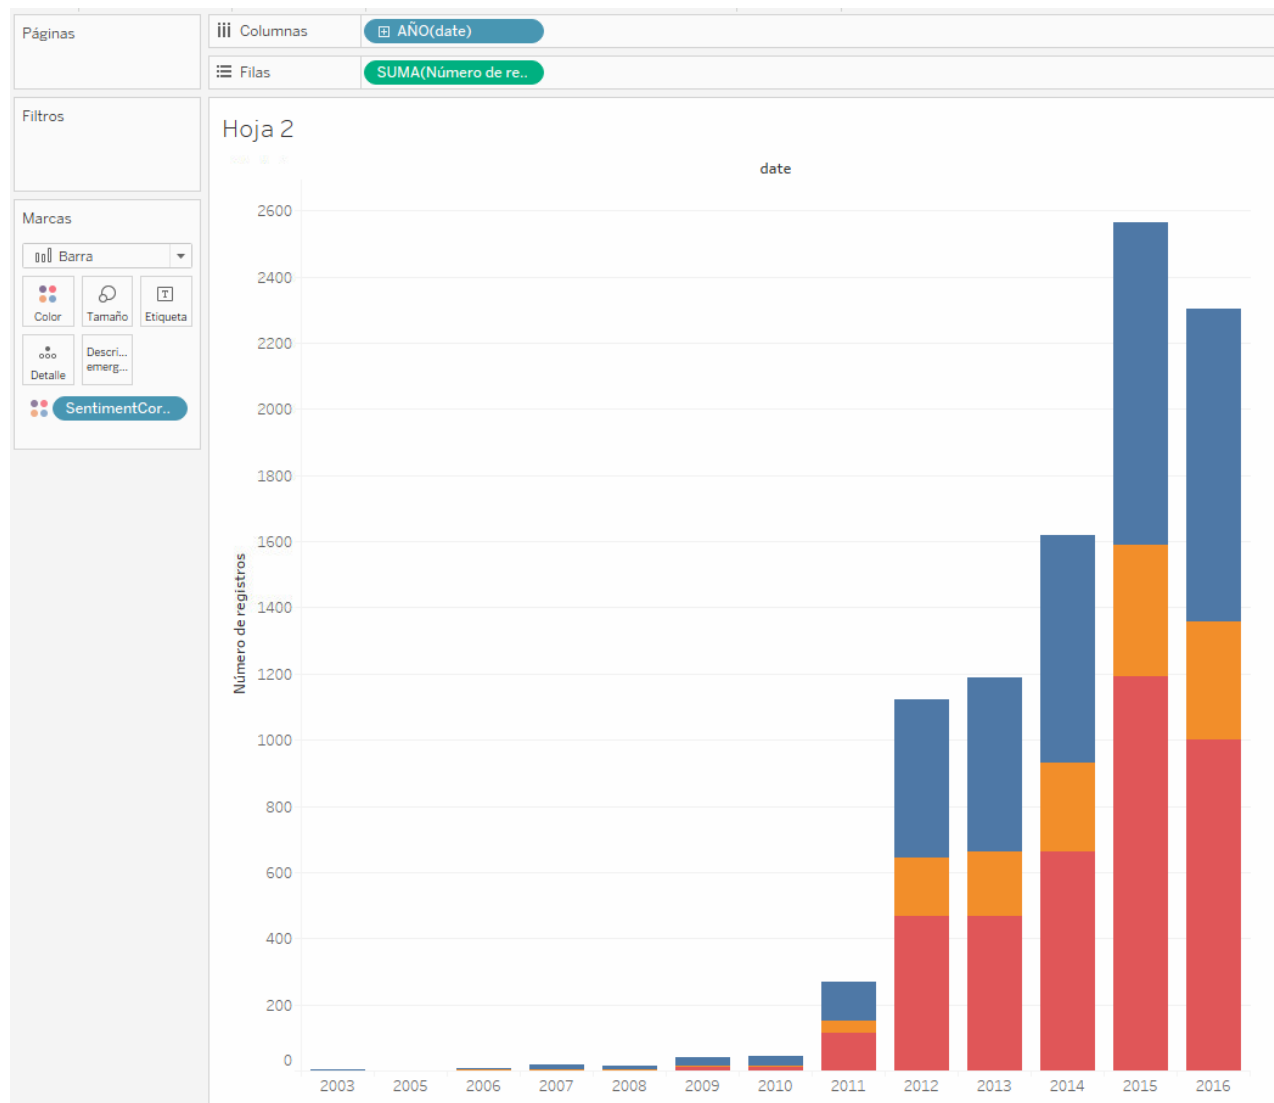 Páginas
Columnas
AÑO(date)
Filas
SUMA(Número de re..
Filtros
Marcas
Barra
Color
Tamaño
Etiqueta
Detalle
Descri...
emerg...
SentimentCor..
Hoja 2
date
Número de registros
2600
2400
2200
2000
1800
1600
1400
1200
1000
800
600
400
200
0
2003 2005 2006 2007 2008 2009 2010 2011 2012 2013 2014 2015 2016